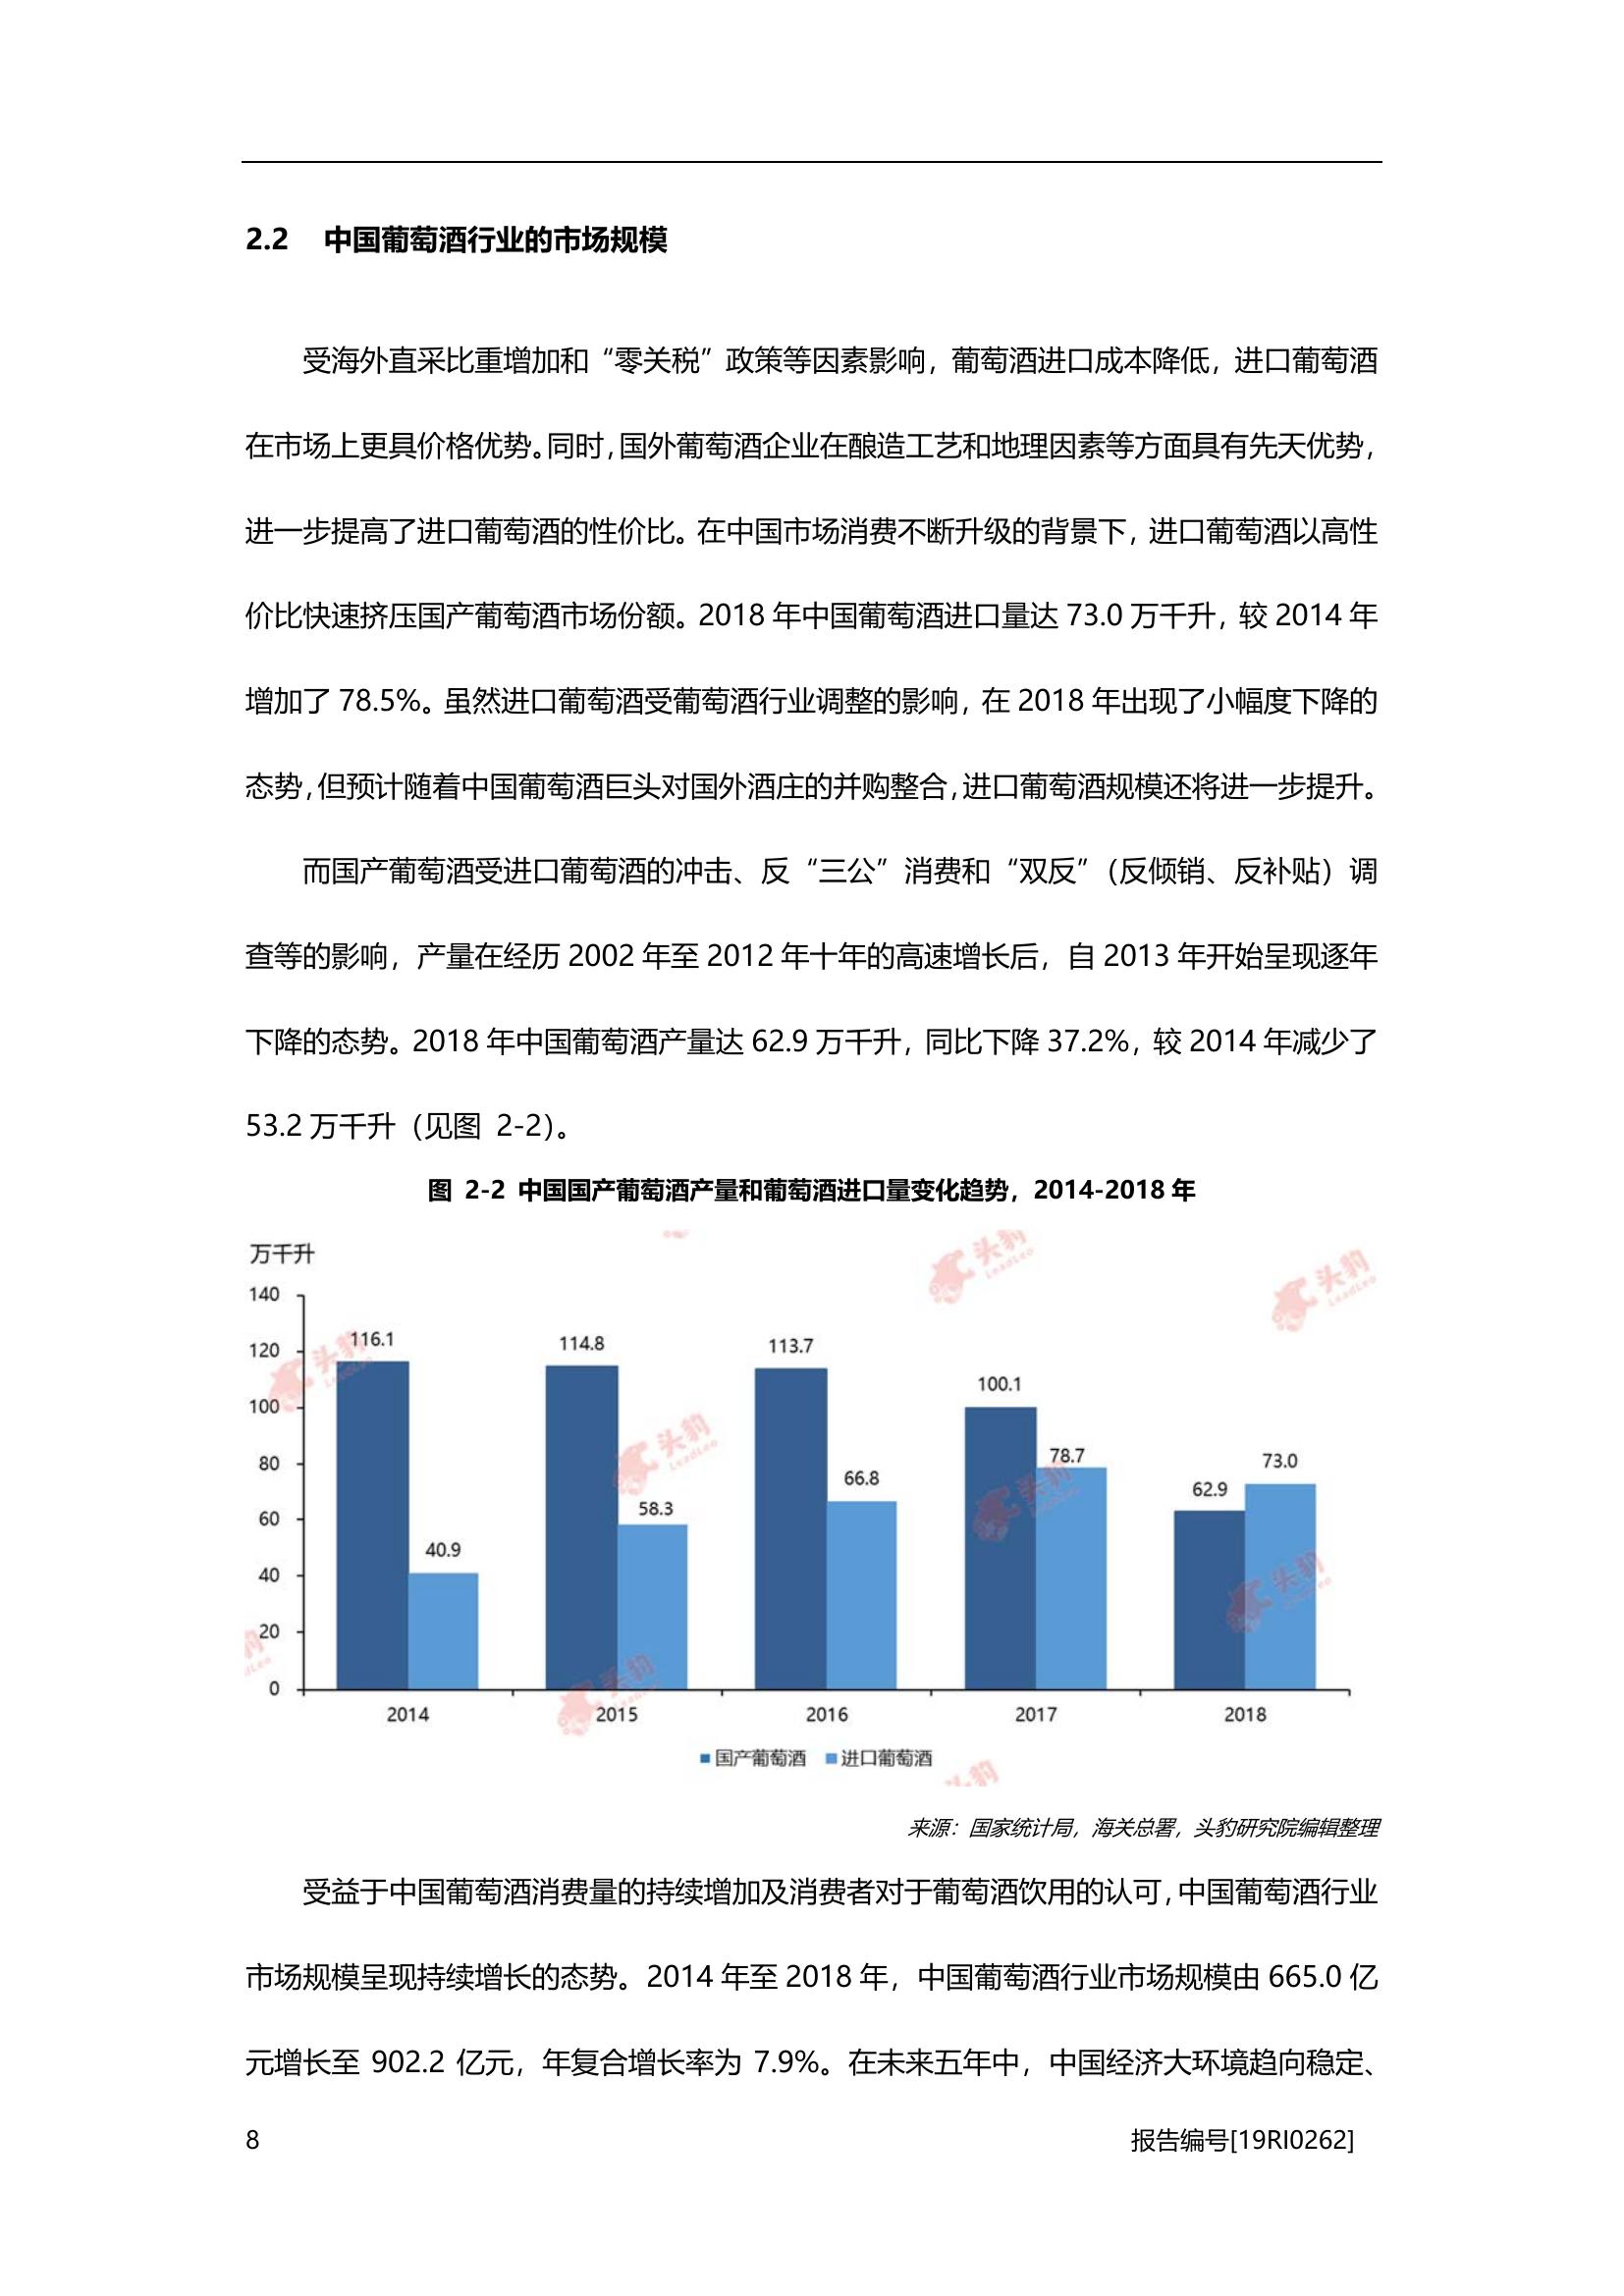 2.2 中国葡萄酒行业的市场规模
受海外直采比重增加和“零关税”政策等因素影响，葡萄酒进口成本降低，进口葡萄酒
在市场上更具价格优势。同时，国外葡萄酒企业在酿造工艺和地理因素等方面具有先天优势，
进一步提高了进口葡萄酒的性价比。在中国市场消费不断升级的背景下，进口葡萄酒以高性
价比快速挤压国产葡萄酒市场份额。2018 年中国葡萄酒进口量达 73.0 万千升，较 2014 年
增加了 78.5%。虽然进口葡萄酒受葡萄酒行业调整的影响，在 2018 年出现了小幅度下降的
态势，但预计随着中国葡萄酒巨头对国外酒庄的并购整合，进口葡萄酒规模还将进一步提升。
而国产葡萄酒受进口葡萄酒的冲击、反“三公”消费和“双反”（反倾销、反补贴）调
查等的影响，产量在经历 2002 年至 2012 年十年的高速增长后，自 2013 年开始呈现逐年
下降的态势。2018 年中国葡萄酒产量达 62.9 万千升，同比下降 37.2%，较 2014 年减少了
53.2 万千升（见图 2-2）。
图 2-2 中国国产葡萄酒产量和葡萄酒进口量变化趋势，2014-2018 年
万千升
140
120
100
80
60
40
20
0
116.1
40.9
114.8
58.3
113.7
66.8
100.1
78.7
62.9
73.0
2014
2015
2016
2017
2018
国产葡萄酒 进口葡萄酒
头豹
LeadLeo
来源：国家统计局，海关总署，头豹研究院编辑整理
受益于中国葡萄酒消费量的持续增加及消费者对于葡萄酒饮用的认可，中国葡萄酒行业
市场规模呈现持续增长的态势。2014 年至 2018 年，中国葡萄酒行业市场规模由 665.0 亿
元增长至 902.2 亿元，年复合增长率为 7.9%。在未来五年中，中国经济大环境趋向稳定、
8 报告编号[19RI0262]